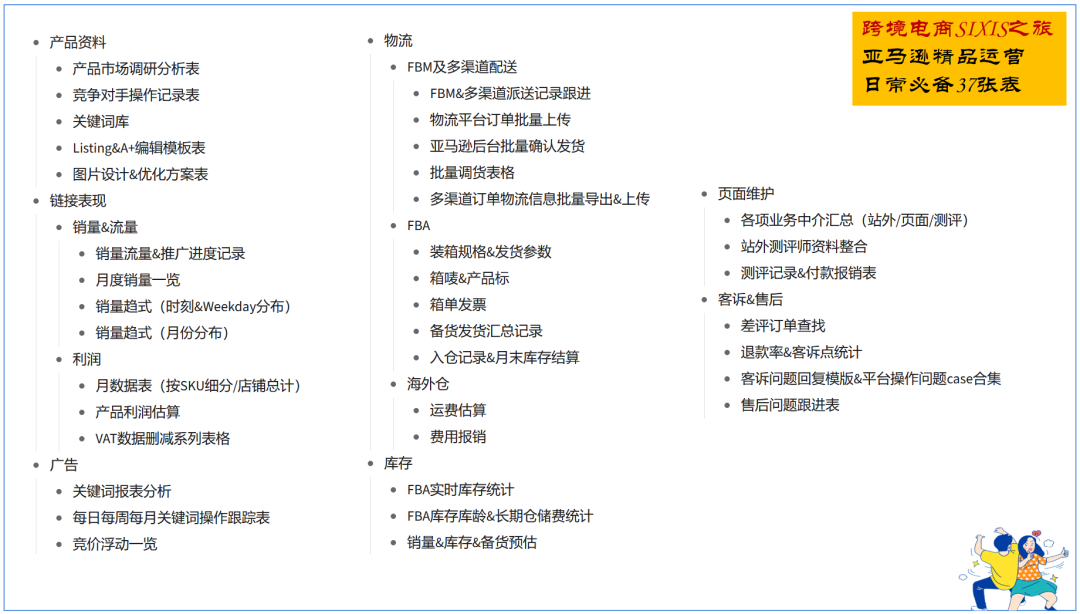 产品资料
产品市场调研分析表
竞争对手操作记录表
关键词库
Listing&A+编辑模板表
图片设计&优化方案表
链接表现
销量&流量
销量流量&推广进度记录
月度销量一览
销量趋式（时刻&Weekday分布）
销量趋式（月份分布）
利润
月数据表（按SKU细分/店铺总计）
产品利润估算
VAT数据删减系列表格
广告
关键词报表分析
每日每周每月关键词操作跟踪表
竞价浮动一览
物流
FBM及多渠道配送
FBM&多渠道派送记录跟进
物流平台订单批量上传
亚马逊后台批量确认发货
批量调货表格
多渠道订单物流信息批量导出&上传
FBA
装箱规格&发货参数
箱唛&产品标
箱单发票
备货发货汇总记录
入仓记录&月末库存结算
海外仓
运费估算
费用报销
库存
FBA实时库存统计
FBA库存库龄&长期仓储费统计
销量&库存&备货预估
跨境电商SIXIS之旅
亚马逊精品运营
日常必备37张表
页面维护
各项业务中介汇总（站外/页面/测评）
站外测评师资料整合
测评记录&付款报销表
客诉&售后
差评订单查找
退款率&客诉点统计
客诉问题回复模版&平台操作问题case合集
售后问题跟进表